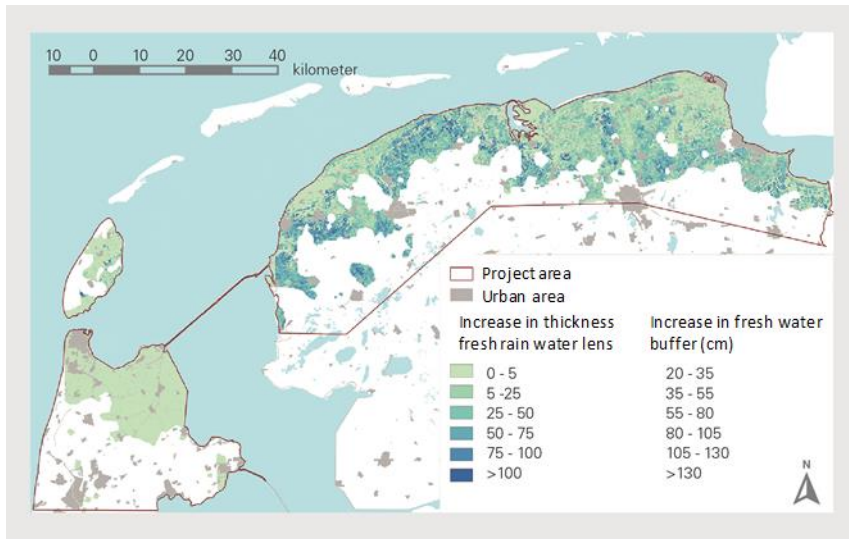 10 0 10 20 30 40
kilometer
Project area
Urban area
Increase in thickness
fresh rain water lens
Increase in fresh water
buffer (cm)
0 - 5 20 - 35
5 -25 35 - 55
25 - 50 55 - 80
50 - 75 80 - 105
75 - 100 105 - 130
>100 >130
N